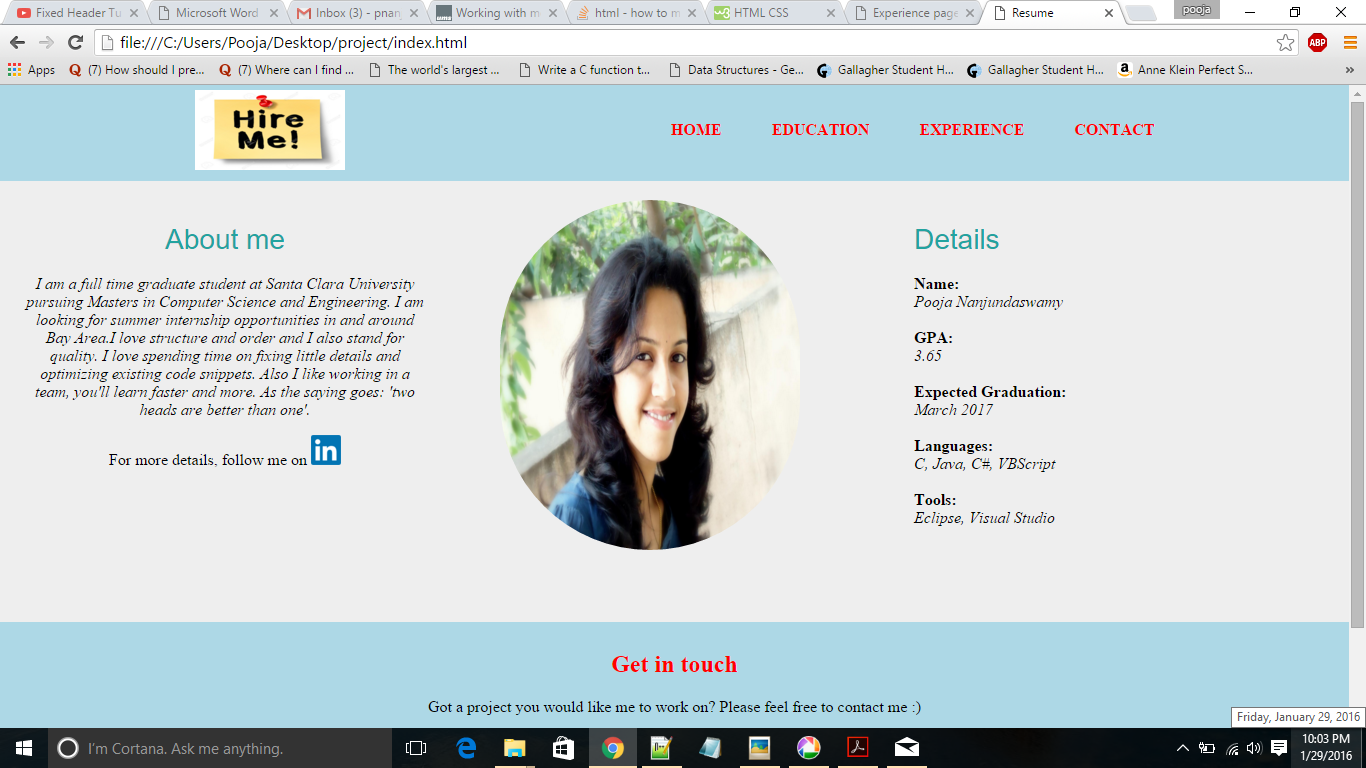 Fixed Header Tu
Microsoft Word
Inbox (3) - pnan
Working with m
html - how to m
HTML CSS
Experience page
Resume
pooja
file:///C:/Users/Pooja/Desktop/project/index.html
ABP
Apps
(7) How should I pre...
(7) Where can I find ...
The world's largest ...
Write a C function t...
Data Structures - Ge...
Gallagher Student H...
Gallagher Student H...
Anne Klein Perfect S...
»
Hire
Me!
HOME EDUCATION EXPERIENCE CONTACT
About me
I am a full time graduate student at Santa Clara University
pursuing Masters in Computer Science and Engineering. I am
looking for summer internship opportunities in and around
Bay Area.I love structure and order and I also stand for
quality. I love spending time on fixing little details and
optimizing existing code snippets. Also I like working in a
team, you'll learn faster and more. As the saying goes: 'two
heads are better than one'.
For more details, follow me on in
Details
Name:
Pooja Nanjundaswamy
GPA:
3.65
Expected Graduation:
March 2017
Languages:
C, Java, C#, VBScript
Tools:
Eclipse, Visual Studio
Get in touch
Got a project you would like me to work on? Please feel free to contact me :)
Friday, January 29, 2016
I'm Cortana. Ask me anything.
10:03 PM
1/29/2016